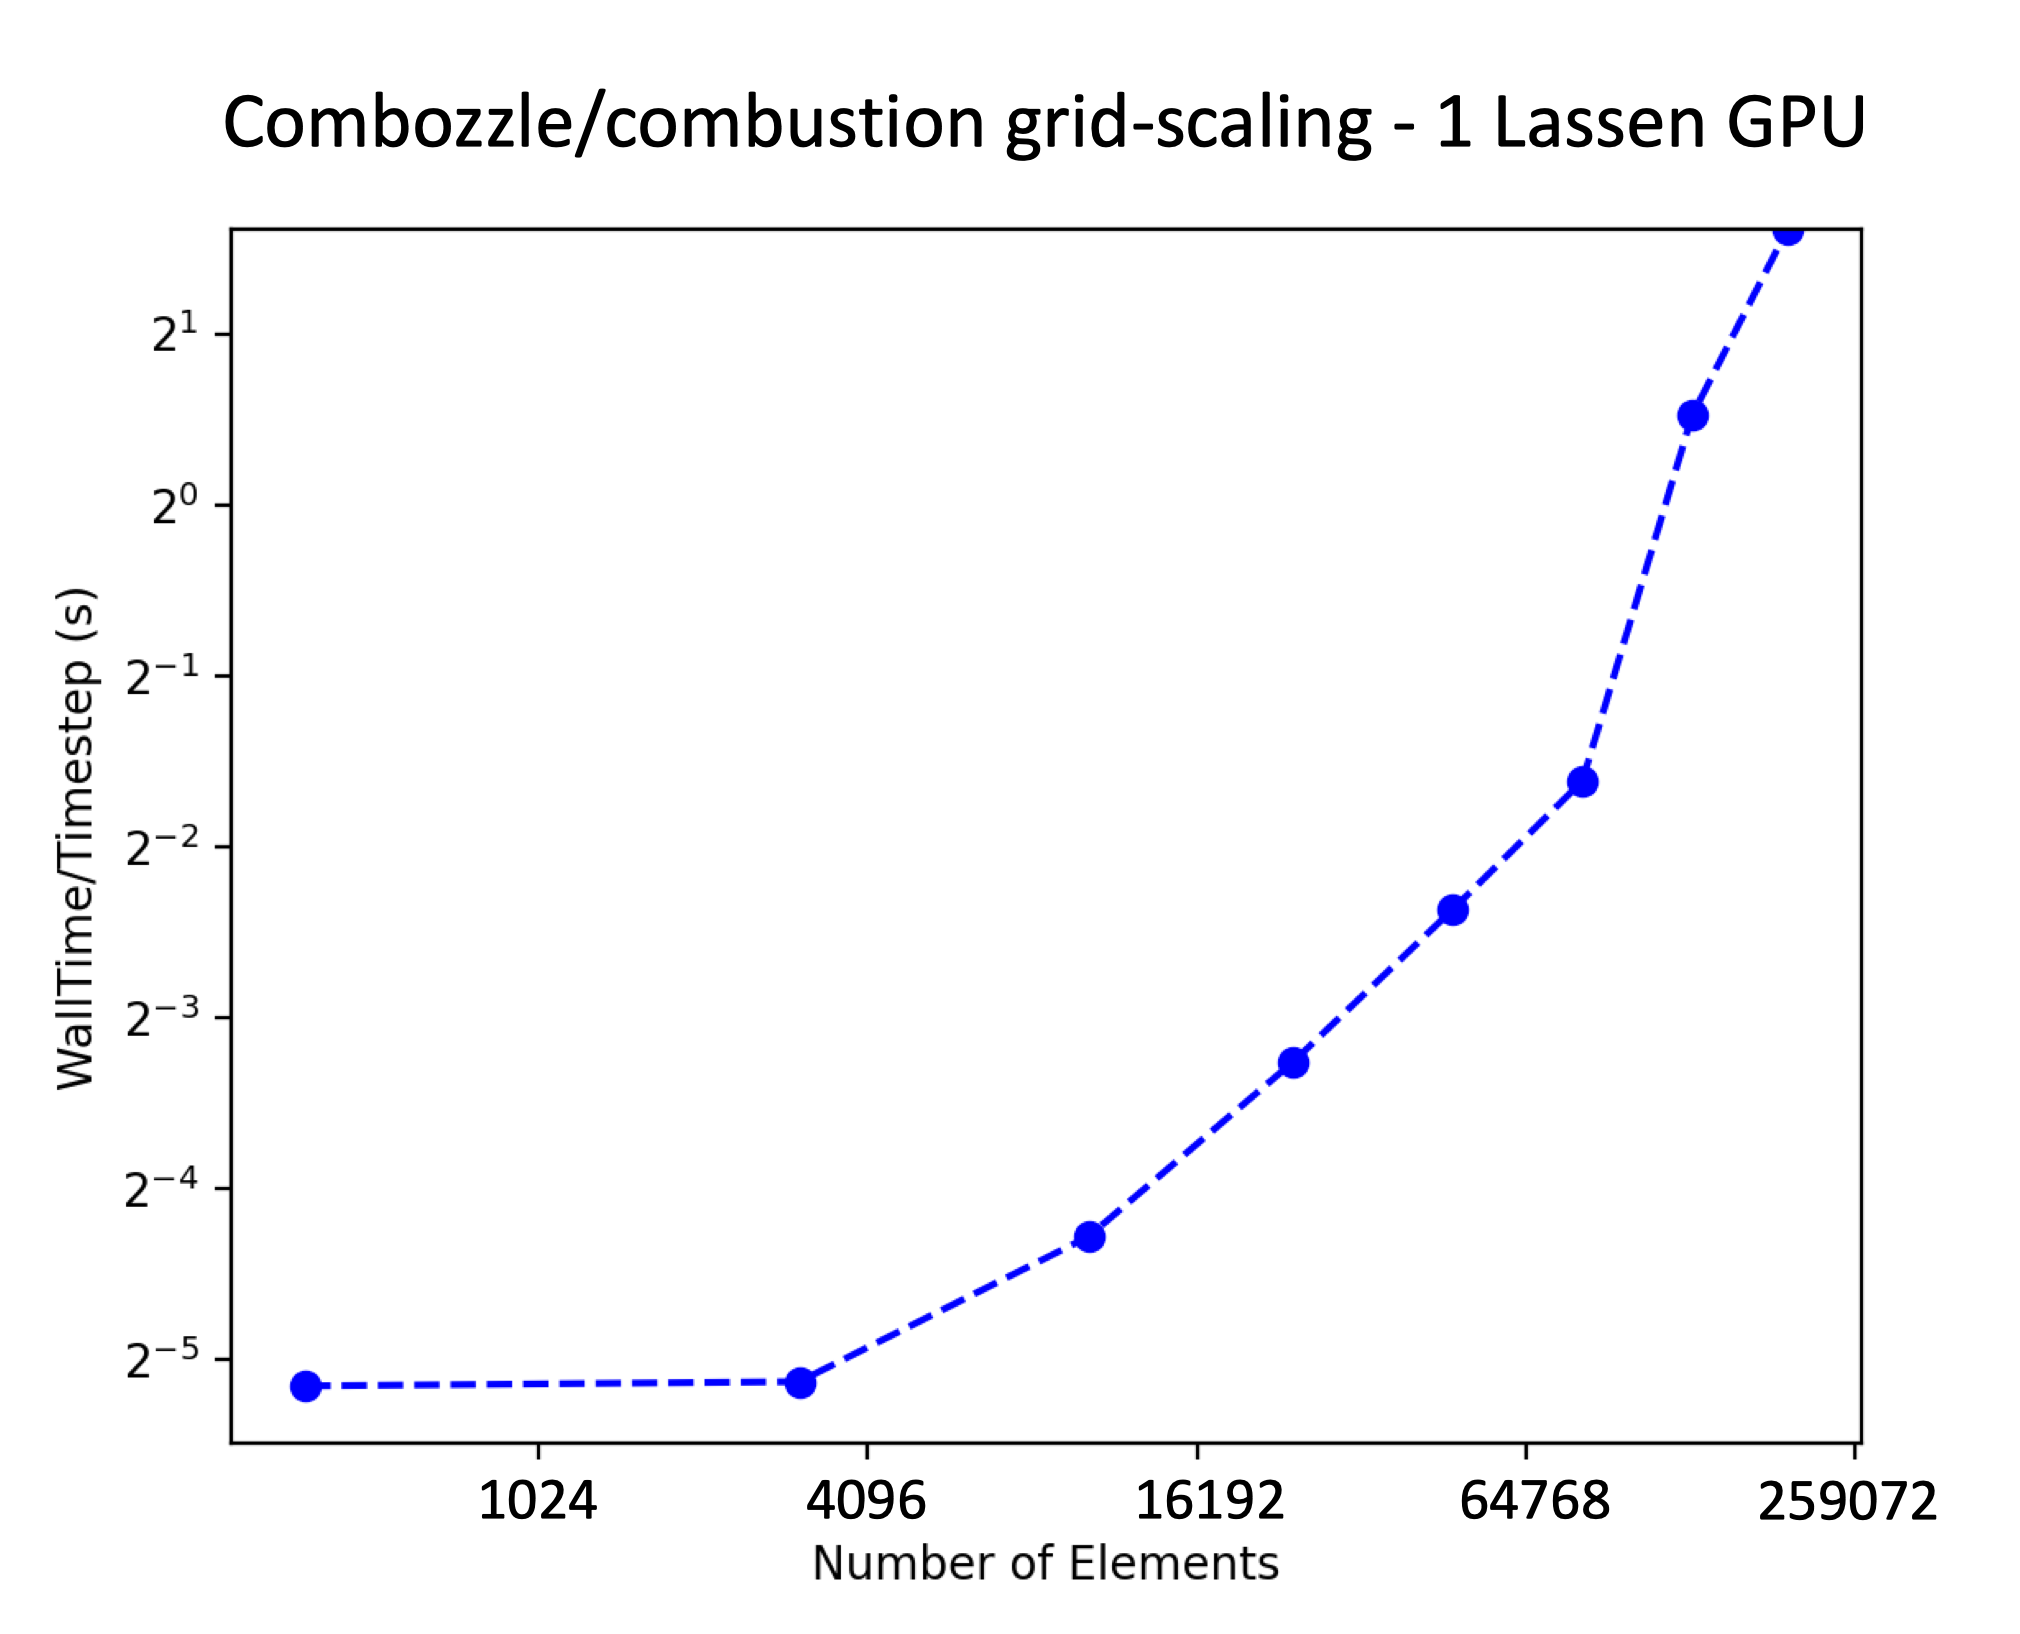 Combozzle/combustion grid-scaling - 1 Lassen GPU
2¹
2⁰
2⁻¹
2⁻²
2⁻³
2⁻⁴
2⁻⁵
WallTime/Timestep (s)
1024 4096 16192 64768 259072
Number of Elements